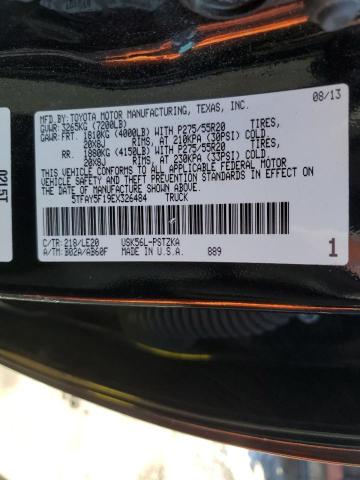 MFD.BY:TOYOTA MOTOR MANUFACTURING, TEXAS, INC. 08/13
GVWR: 3265KG (7200LB)
GAWR: FRT. 1810KG (4000LB) WITH P275/55R20 TIRES,
20X8J RIMS, AT 210KPA (30PSI) COLD.
RR. 1880KG (4150LB) WITH P275/55R20 TIRES,
20X8J RIMS, AT 230KPA (33PSI) COLD.
THIS VEHICLE CONFORMS TO ALL APPLICABLE FEDERAL MOTOR
VEHICLE SAFETY AND THEFT PREVENTION STANDARDS IN EFFECT ON
THE DATE OF MANUFACTURE SHOWN ABOVE.
5TFAY5F19EX326484 TRUCK
C/TR: 218/LE20 USK56L-PSTZKA
A/TM: B02A/AB60F MADE IN U.S.A. 889 1
0215T